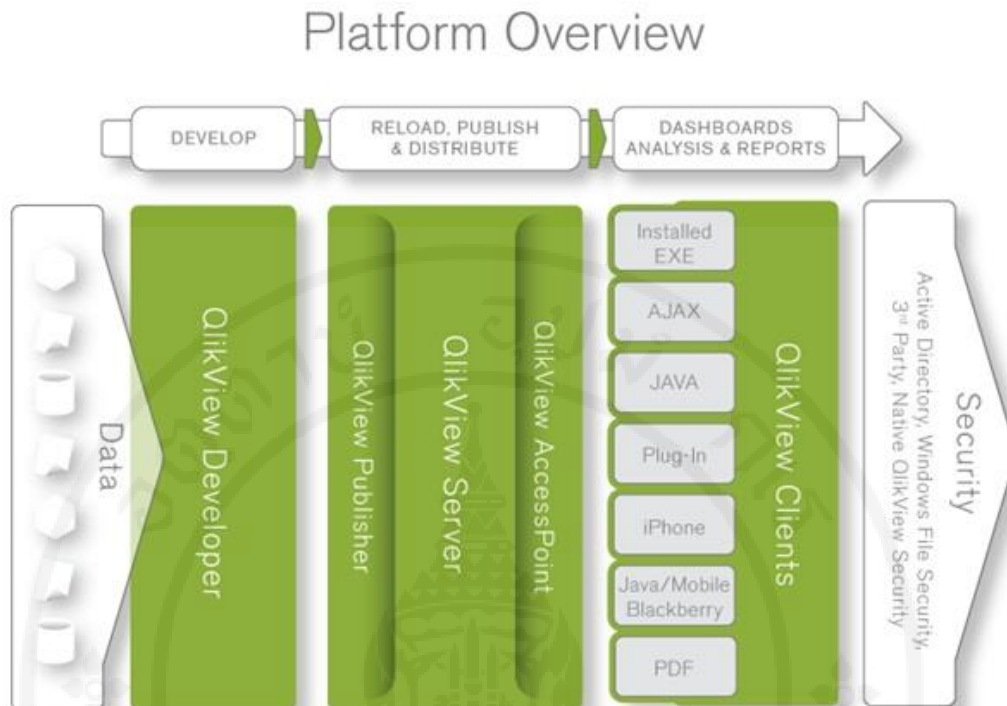 Platform Overview
DEVELOP
RELOAD, PUBLISH
& DISTRIBUTE
DASHBOARDS
ANALYSIS & REPORTS
Data
QlikView Developer
QlikView Publisher
QlikView Server
QlikView AccessPoint
Installed
EXE
AJAX
JAVA
Plug-In
iPhone
Java/Mobile
Blackberry
PDF
QlikView Clients
Security
Active Directory, Windows File Security,
3rd Party, Native QlikView Security